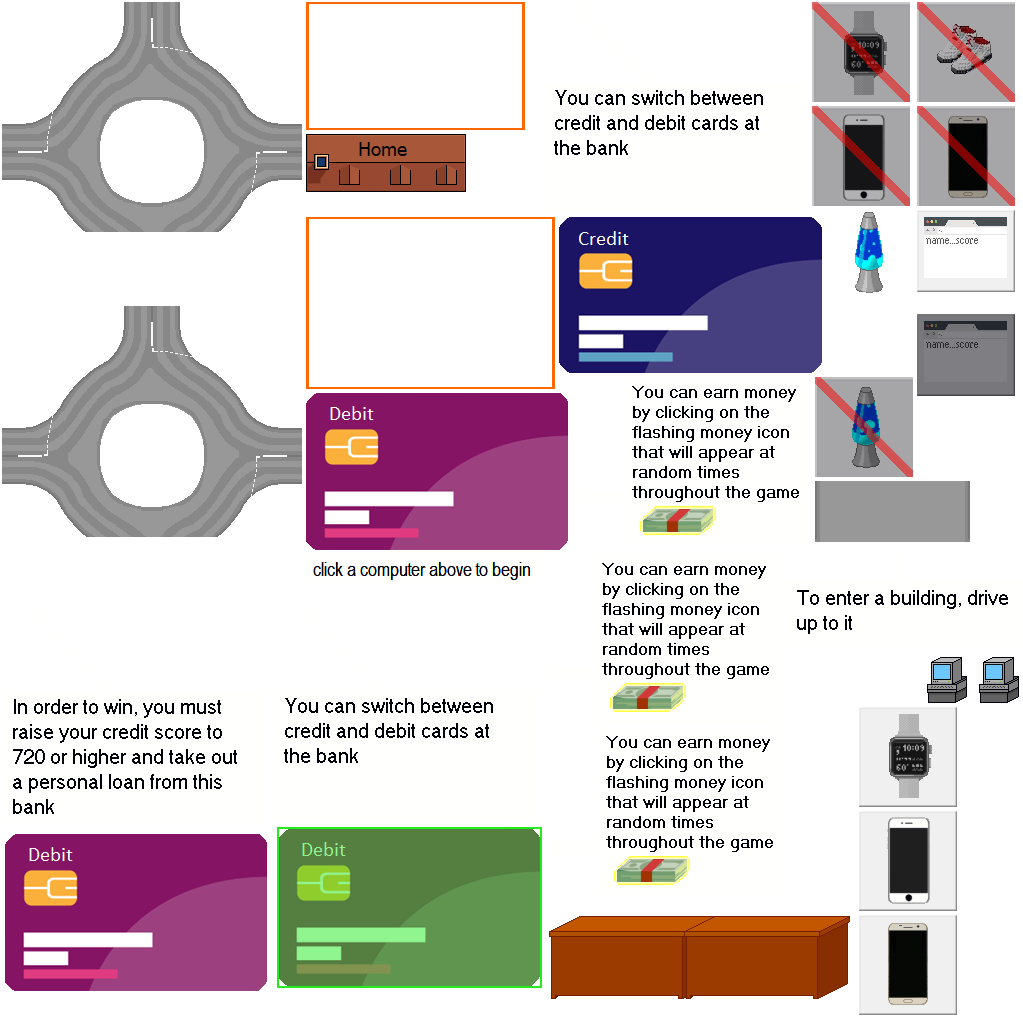 You can switch between
credit and debit cards at
the bank
Home
10:09
60°
Credit
name...score
name...score
Debit
You can earn money
by clicking on the
flashing money icon
that will appear at
random times
throughout the game
click a computer above to begin
You can earn money
by clicking on the
flashing money icon
that will appear at
random times
throughout the game
To enter a building, drive
up to it
In order to win, you must
raise your credit score to
720 or higher and take out
a personal loan from this
bank
You can switch between
credit and debit cards at
the bank
You can earn money
by clicking on the
flashing money icon
that will appear at
random times
throughout the game
10:09
60°
Debit
Debit